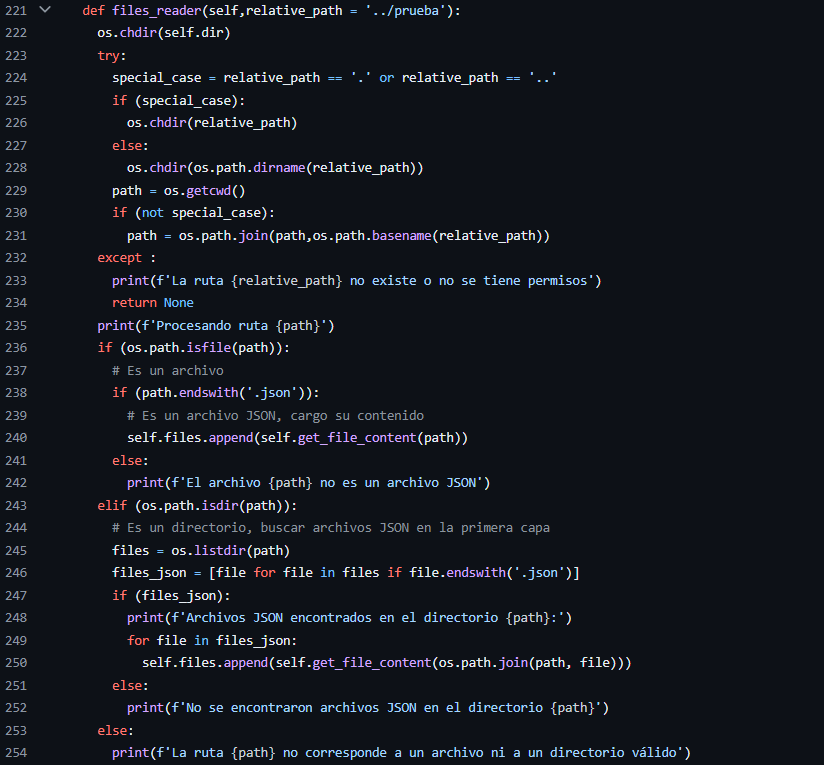 221 def files_reader(self,relative_path = '../prueba'):
222 os.chdir(self.dir)
223 try:
224 special_case = relative_path == '.' or relative_path == '..'
225 if (special_case):
226 os.chdir(relative_path)
227 else:
228 os.chdir(os.path.dirname(relative_path))
229 path = os.getcwd()
230 if (not special_case):
231 path = os.path.join(path,os.path.basename(relative_path))
232 except :
233 print(f'La ruta {relative_path} no existe o no se tiene permisos')
234 return None
235 print(f'Procesando ruta {path}')
236 if (os.path.isfile(path)):
237 # Es un archivo
238 if (path.endswith('.json')):
239 # Es un archivo JSON, cargo su contenido
240 self.files.append(self.get_file_content(path))
241 else:
242 print(f'El archivo {path} no es un archivo JSON')
243 elif (os.path.isdir(path)):
244 # Es un directorio, buscar archivos JSON en la primera capa
245 files = os.listdir(path)
246 files_json = [file for file in files if file.endswith('.json')]
247 if (files_json):
248 print(f'Archivos JSON encontrados en el directorio {path}:')
249 for file in files_json:
250 self.files.append(self.get_file_content(os.path.join(path, file)))
251 else:
252 print(f'No se encontraron archivos JSON en el directorio {path}')
253 else:
254 print(f'La ruta {path} no corresponde a un archivo ni a un directorio válido')